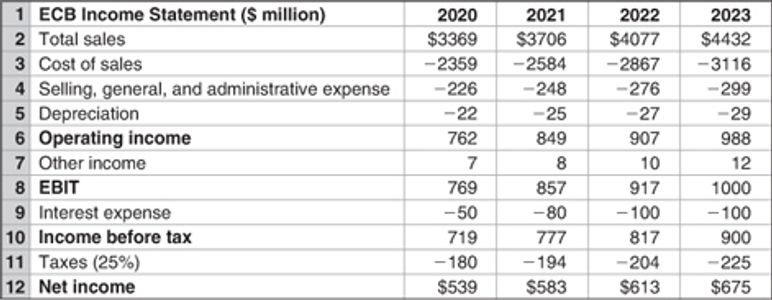 1 ECB Income Statement ($ million) 2020 2021 2022 2023
2 Total sales $3369 $3706 $4077 $4432
3 Cost of sales −2359 −2584 −2867 −3116
4 Selling, general, and administrative expense −226 −248 −276 −299
5 Depreciation −22 −25 −27 −29
6 Operating income 762 849 907 988
7 Other income 7 8 10 12
8 EBIT 769 857 917 1000
9 Interest expense −50 −80 −100 −100
10 Income before tax 719 777 817 900
11 Taxes (25%) −180 −194 −204 −225
12 Net income $539 $583 $613 $675